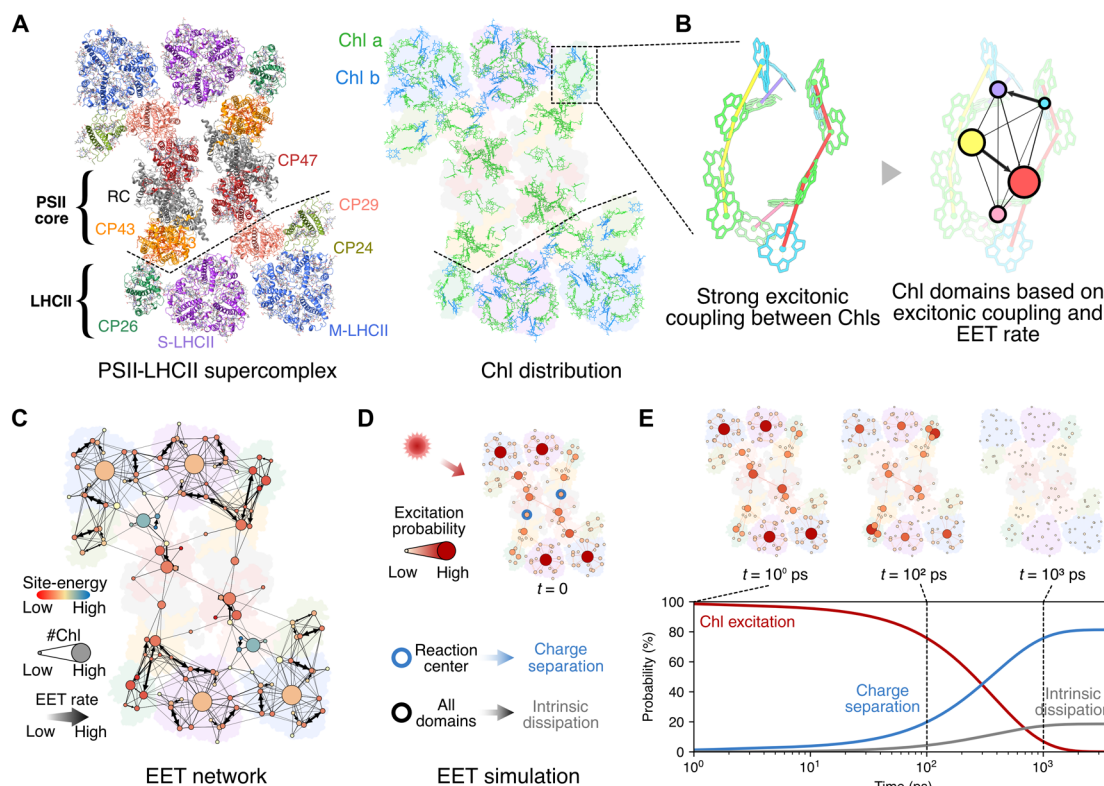 A
Chl a
Chl b
CP47
RC
PSII
core
CP43
3
CP29
CP24
LHCII
CP26
S-LHCII
M-LHCII
PSII-LHCII supercomplex
Chl distribution
B
Strong excitonic
coupling between Chls
Chl domains based on
excitonic coupling and
EET rate
C
Site-energy
Low
High
#Chl
Low
High
EET rate
Low
High
EET network
D
Excitation
probability
Low
High
t = 0
Reaction
center
Charge
separation
All
domains
Intrinsic
dissipation
EET simulation
E
t = 10⁰ ps
t = 10² ps
t = 10³ ps
Probability (%)
100
80
60
40
20
0
Chl excitation
Charge
separation
Intrinsic
dissipation
10⁰
10¹
10²
10³
Time (ps)